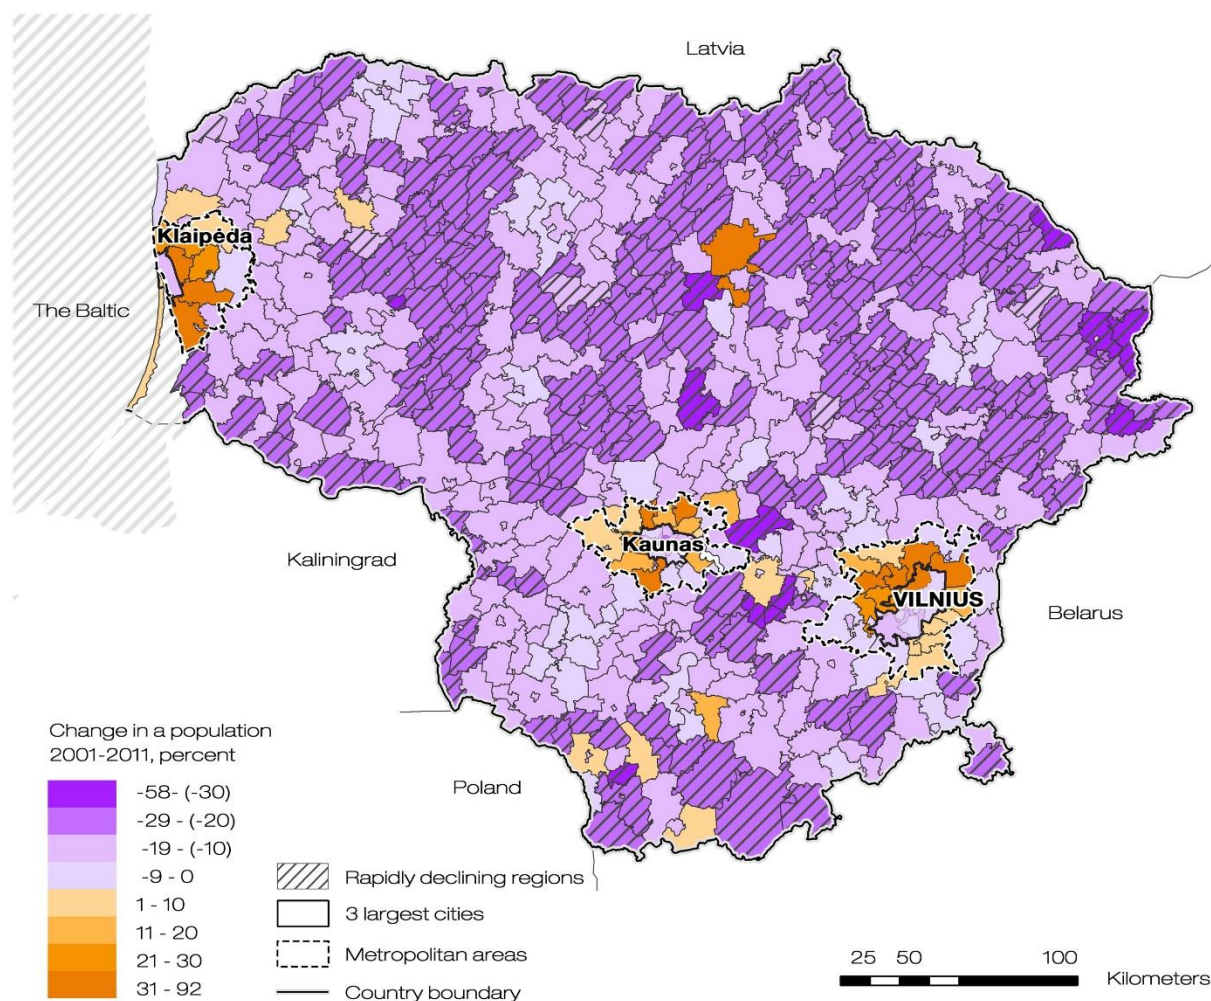 Latvia
Klaipėda
The Baltic
Kaunas
Kaliningrad
VILNIUS
Belarus
Poland
Change in a population
2001-2011, percent
-58- (-30)
-29 - (-20)
-19 - (-10)
-9 - 0
1 - 10
11 - 20
21 - 30
31 - 92
Rapidly declining regions
3 largest cities
Metropolitan areas
Country boundary
25 50 100
Kilometers